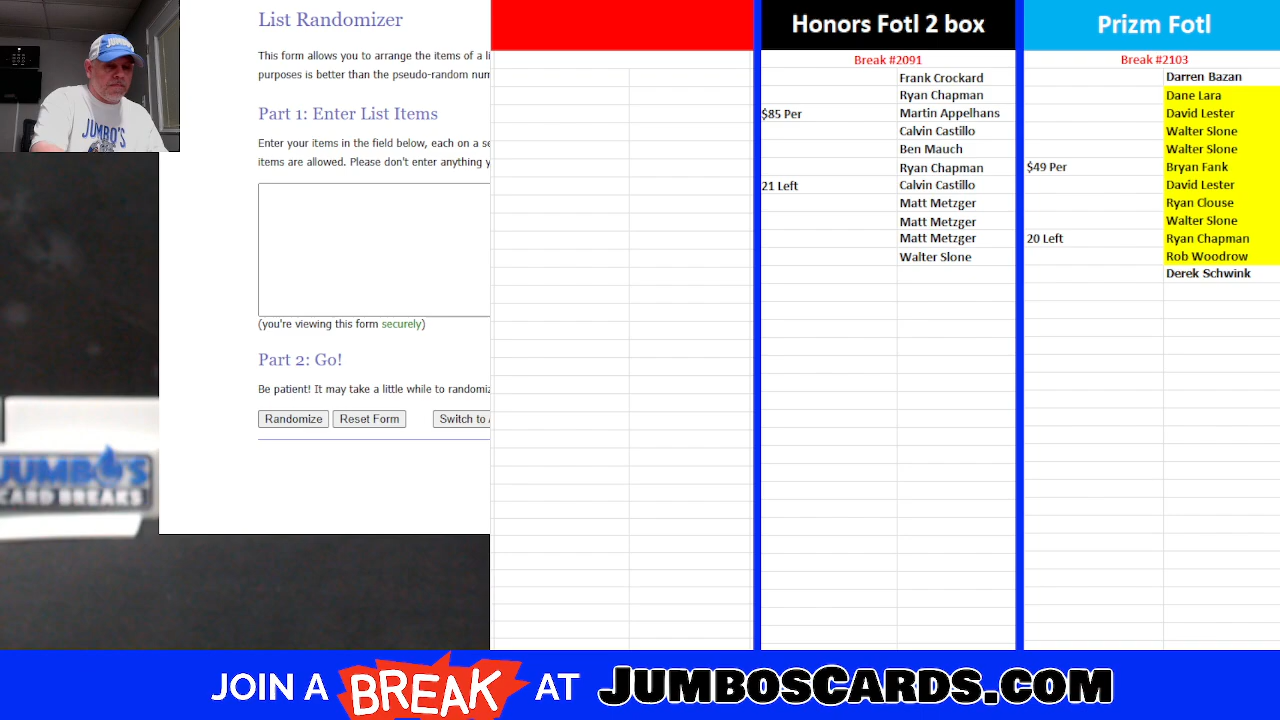 JUMBO'S
JUMBO'S
CARD BREAKS
List Randomizer
This form allows you to arrange the items of a li
purposes is better than the pseudo-random num
Part 1: Enter List Items
Enter your items in the field below, each on a se
items are allowed. Please don't enter anything y
(you're viewing this form securely)
Part 2: Go!
Be patient! It may take a little while to randomiz
Randomize Reset Form Switch to A
Honors Fotl 2 box
Break #2091
Frank Crockard
Ryan Chapman
$85 Per Martin Appelhans
Calvin Castillo
Ben Mauch
Ryan Chapman
21 Left Calvin Castillo
Matt Metzger
Matt Metzger
Matt Metzger
Walter Slone
Prizm Fotl
Break #2103
Darren Bazan
Dane Lara
David Lester
Walter Slone
Walter Slone
$49 Per Bryan Fank
David Lester
Ryan Clouse
Walter Slone
20 Left Ryan Chapman
Rob Woodrow
Derek Schwink
JOIN A BREAK AT JUMBOSCARDS.COM